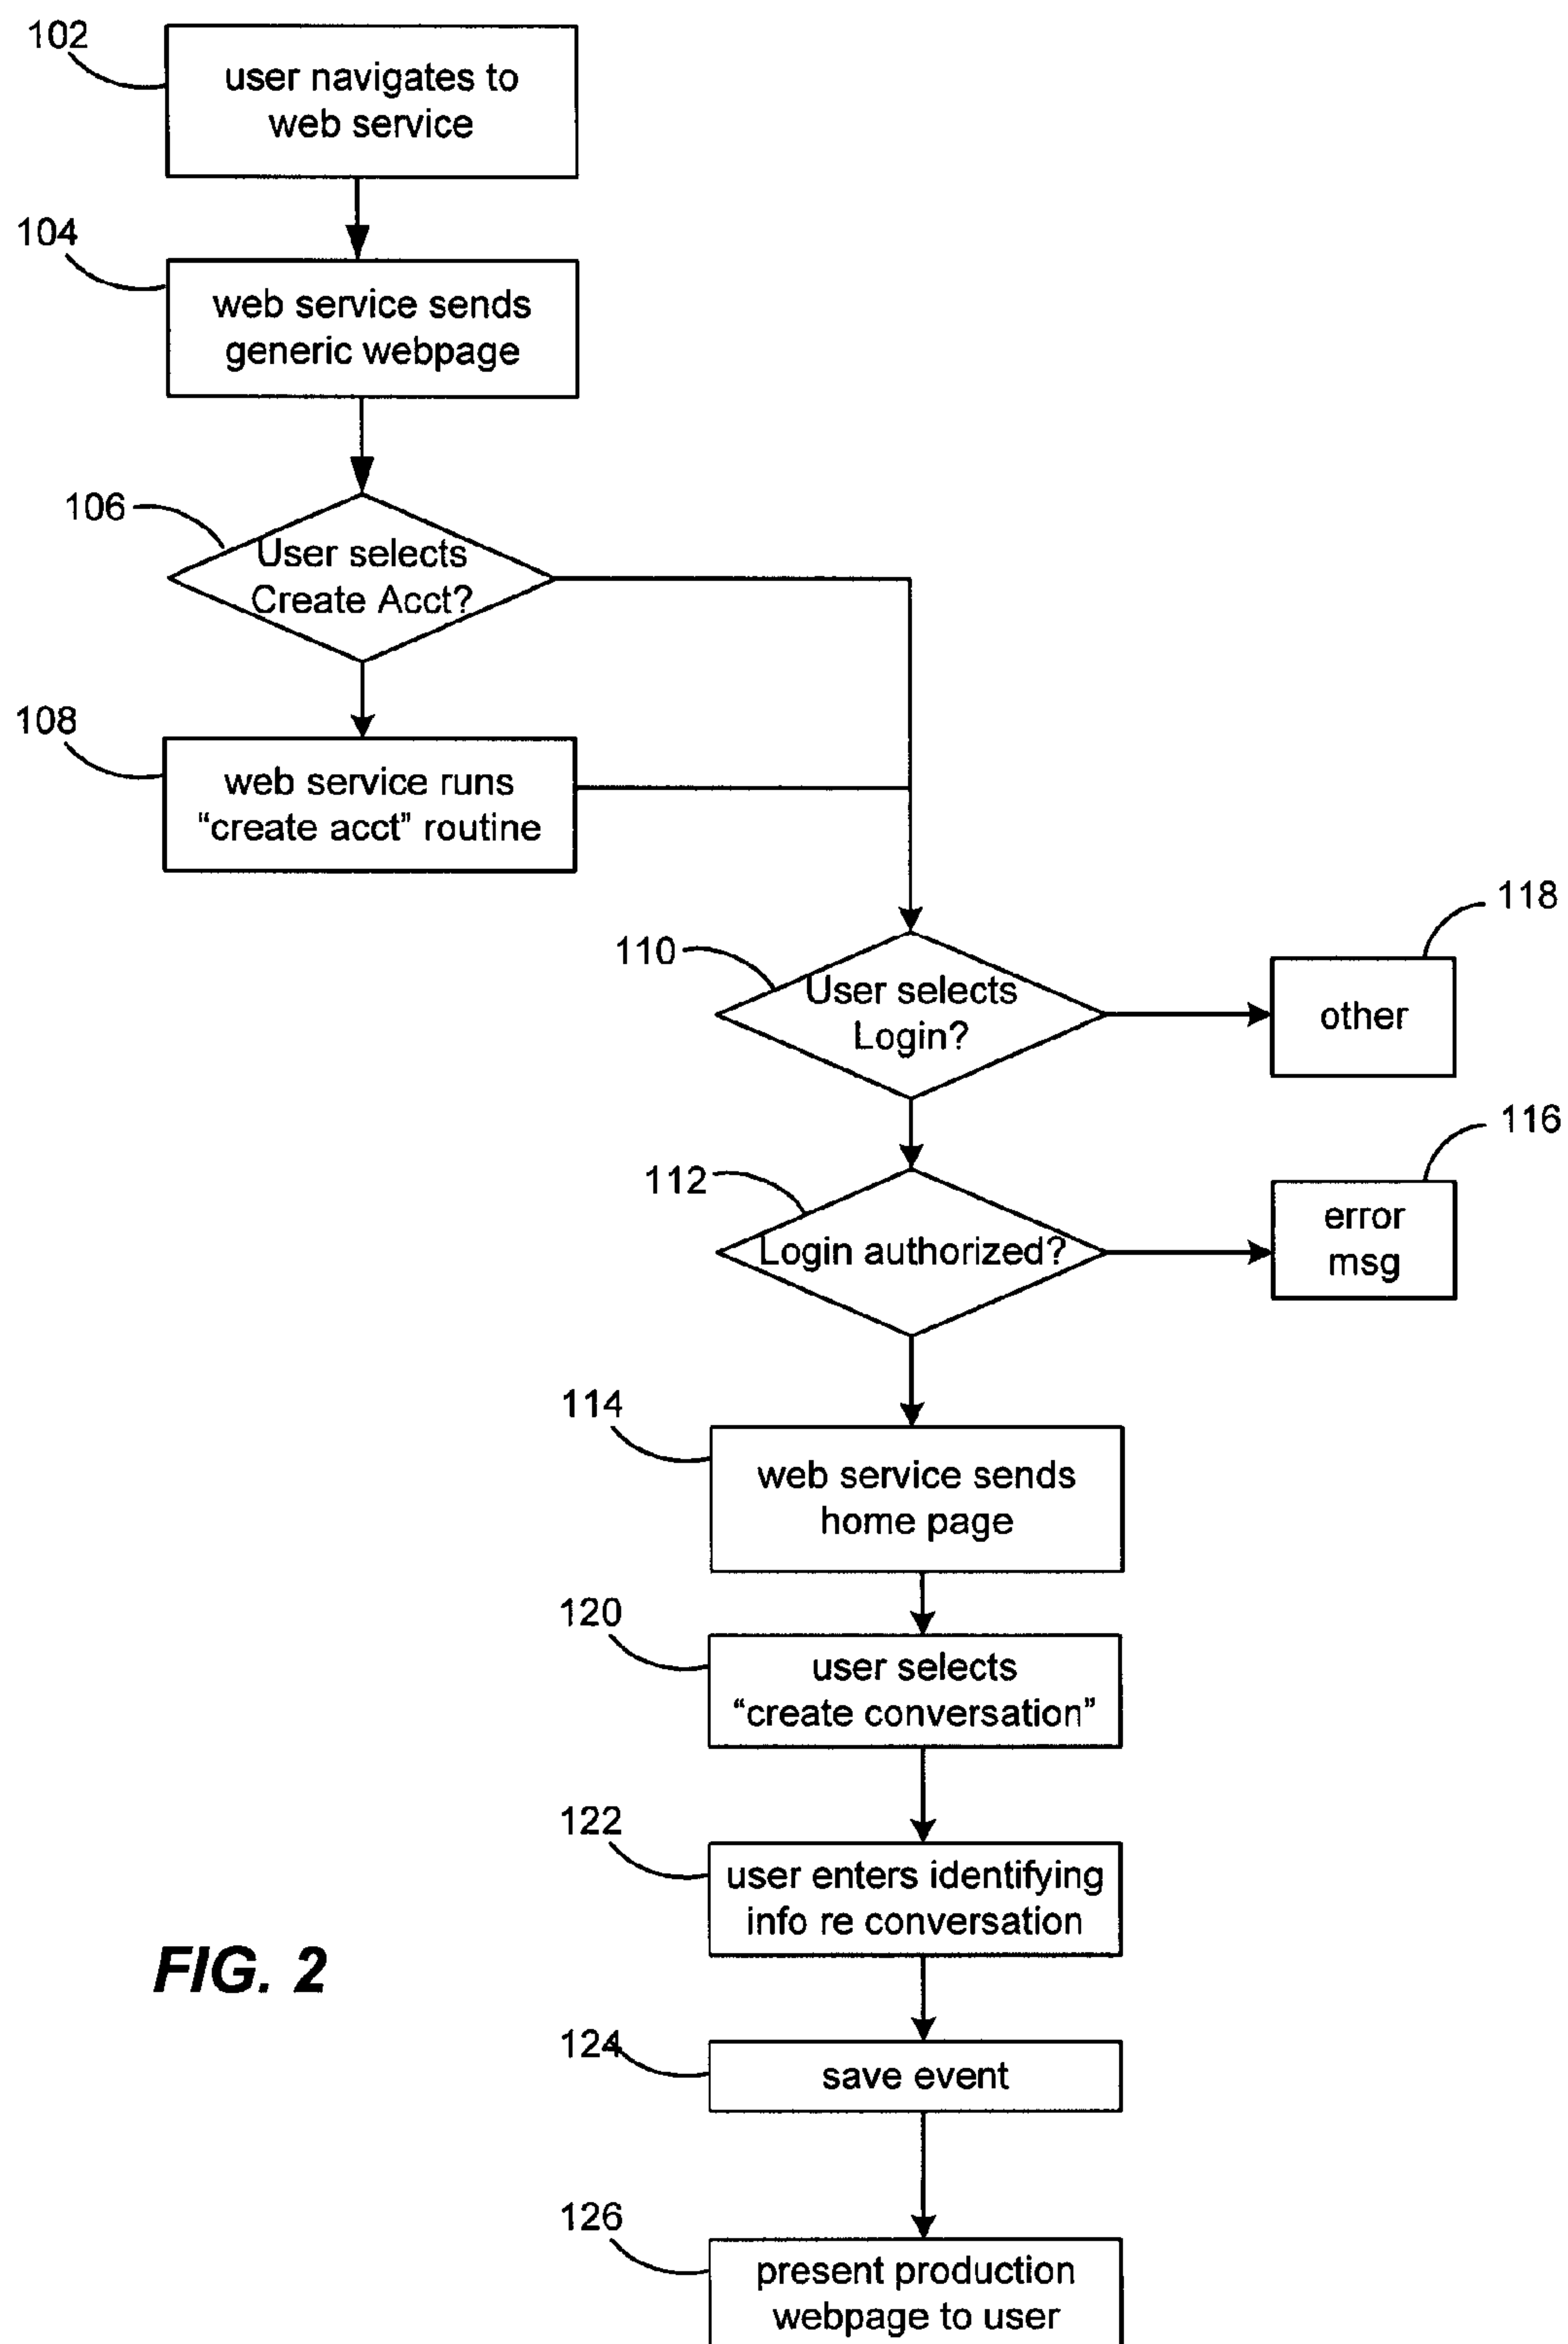 102
user navigates to
web service
104
web service sends
generic webpage
106
User selects
Create Acct?
108
web service runs
“create acct” routine
110
User selects
Login?
118
other
112
Login authorized?
116
error
msg
114
web service sends
home page
120
user selects
“create conversation”
122
user enters identifying
info re conversation
124
save event
126
present production
webpage to user
FIG. 2